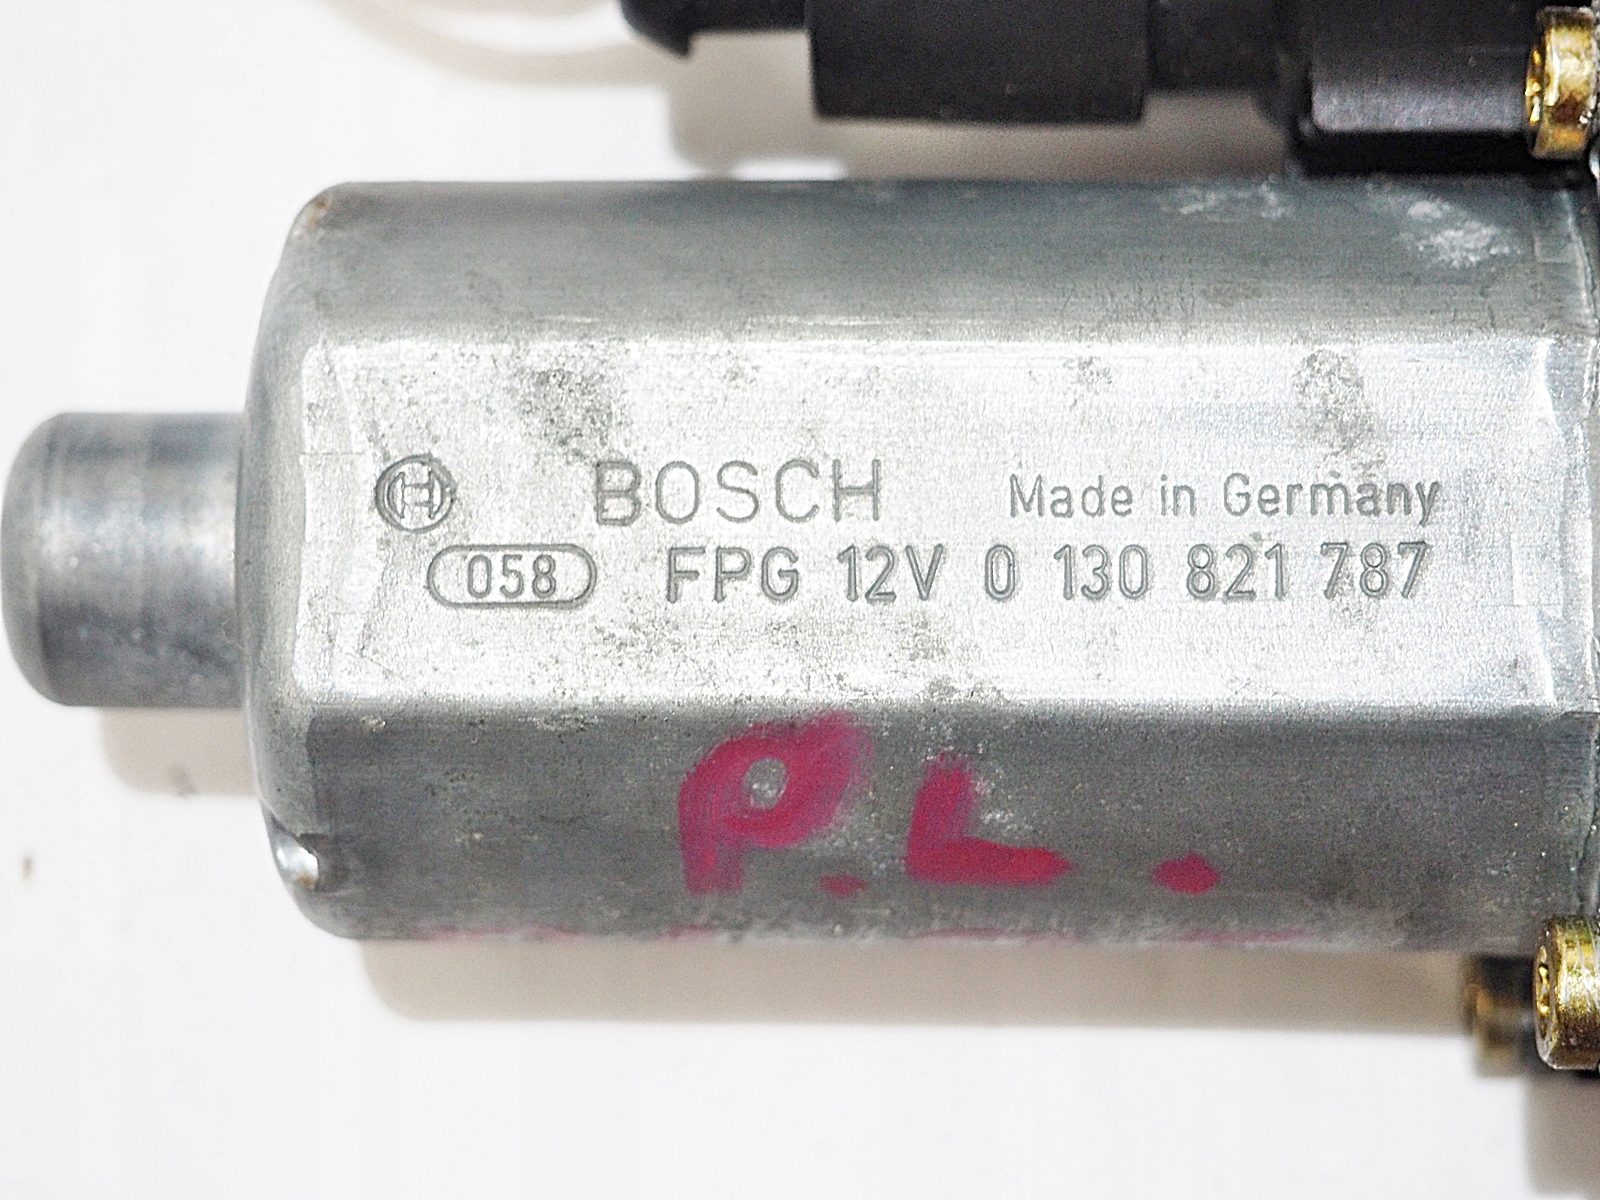 BOSCH Made in Germany
058 FPG 12V 0 130 821 787
P.L.